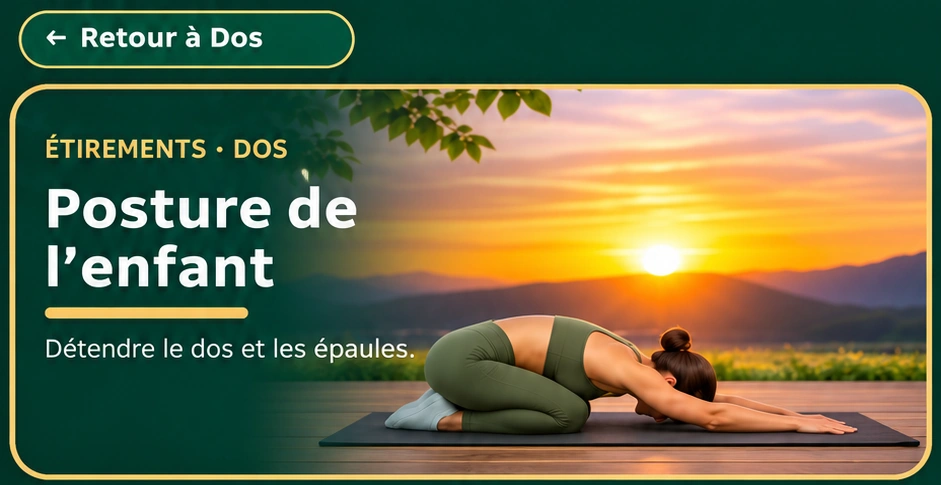 ← Retour à Dos
ÉTIREMENTS • DOS
Posture de
l’enfant
Détendre le dos et les épaules.